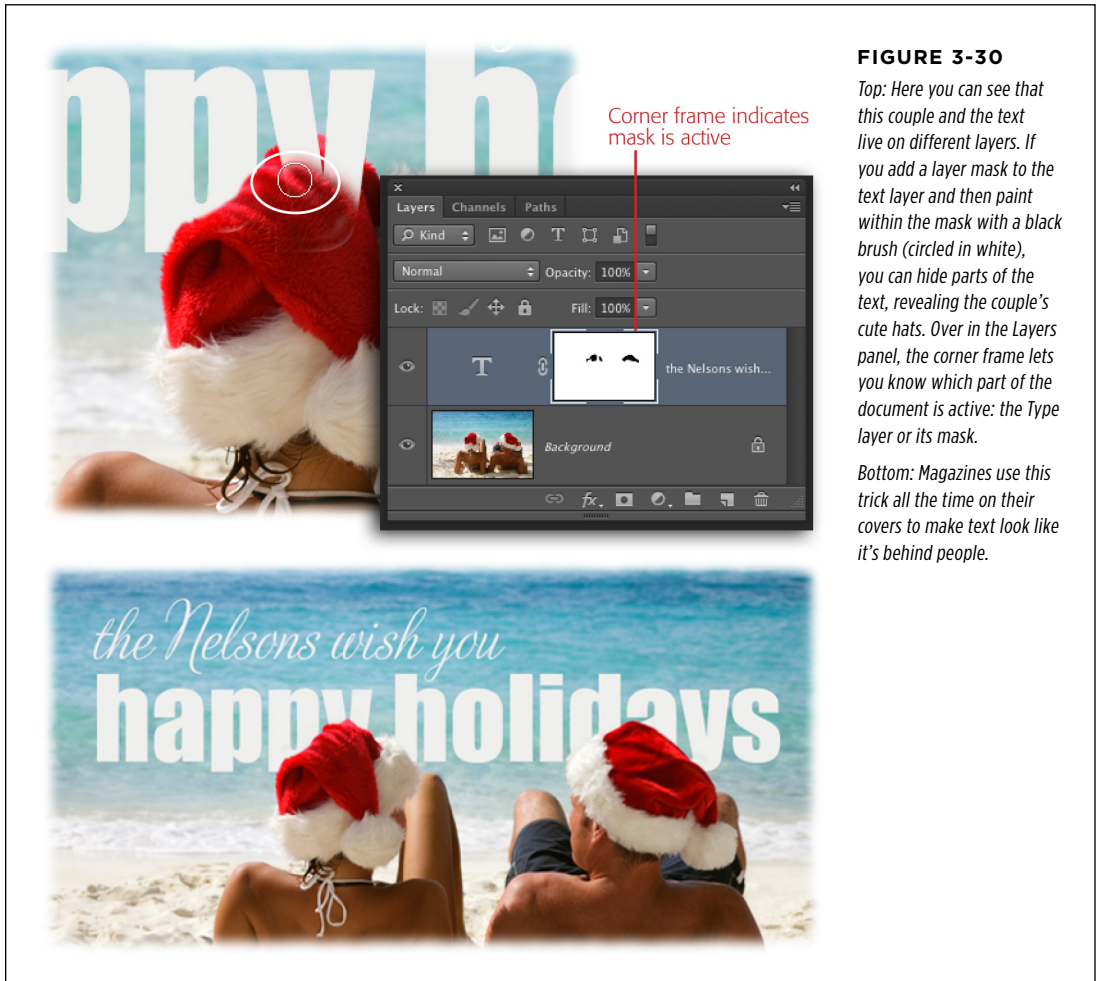 ppy ho
Corner frame indicates
mask is active
Layers Channels Paths
Kind T
Normal Opacity: 100%
Lock: Fill: 100%
T the Nelsons wish...
Background
fx.
the Nelsons wish you
happy holidays
FIGURE 3-30
Top: Here you can see that
this couple and the text
live on different layers. If
you add a layer mask to the
text layer and then paint
within the mask with a black
brush (circled in white),
you can hide parts of the
text, revealing the couple's
cute hats. Over in the Layers
panel, the corner frame lets
you know which part of the
document is active: the Type
layer or its mask.
Bottom: Magazines use this
trick all the time on their
covers to make text look like
it's behind people.